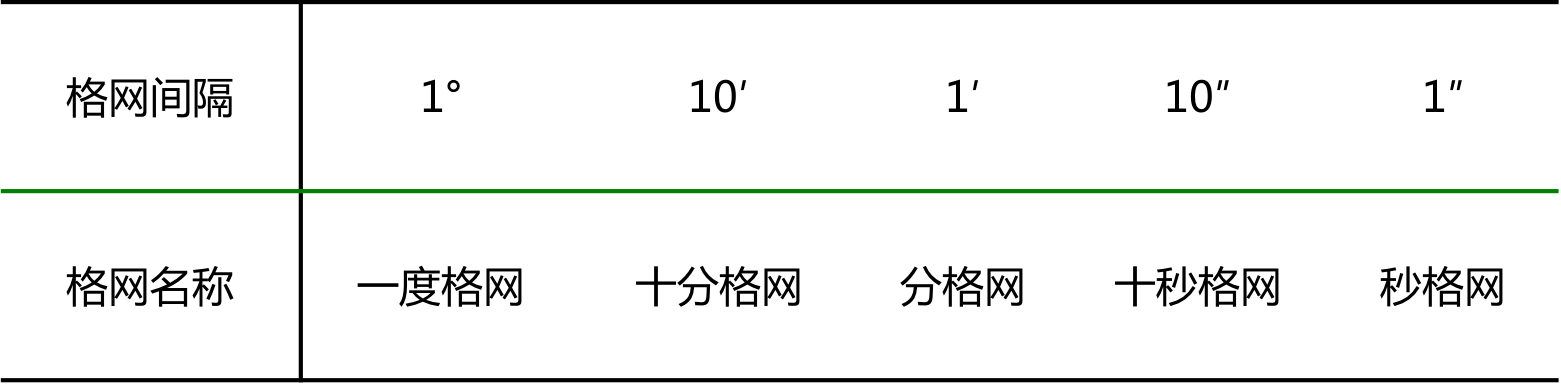 格网间隔 1° 10′ 1′ 10″ 1″
格网名称 一度格网 十分格网 分格网 十秒格网 秒格网